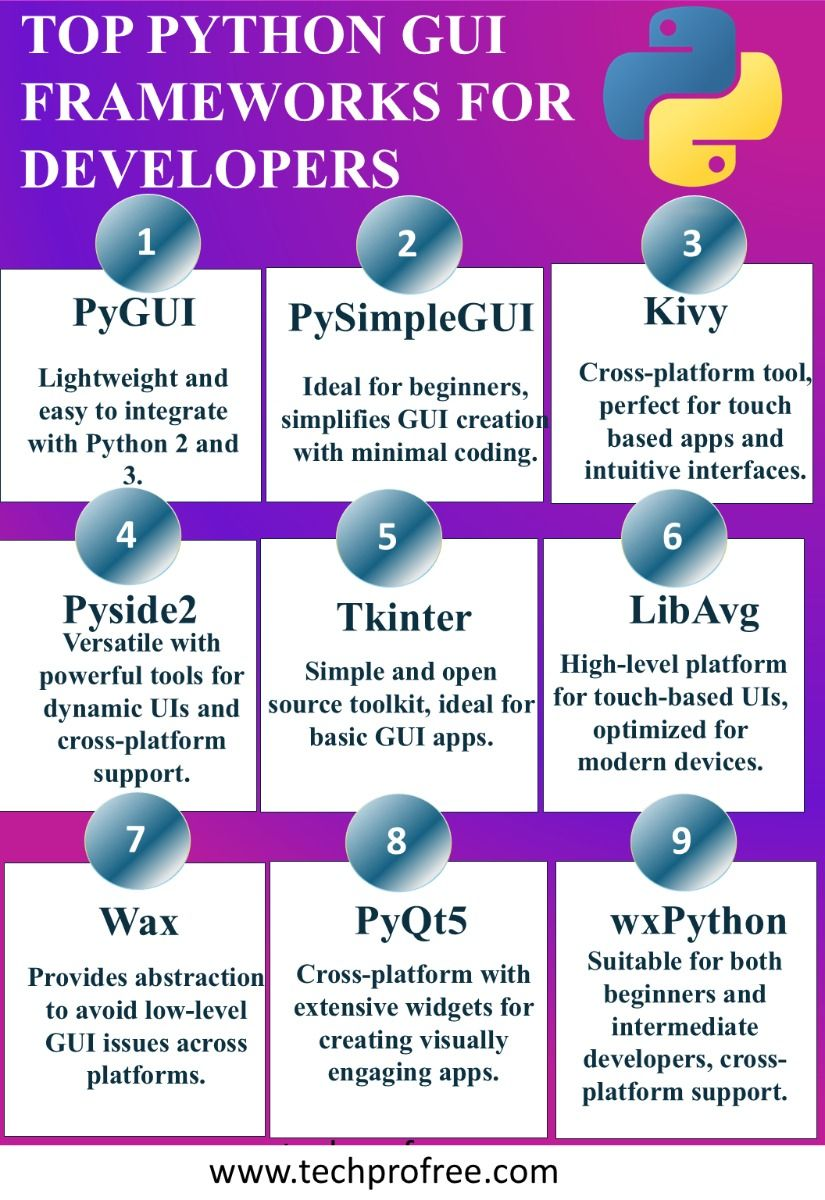 TOP PYTHON GUI
FRAMEWORKS FOR
DEVELOPERS
1
PyGUI
Lightweight and
easy to integrate
with Python 2 and
3.
2
PySimpleGUI
Ideal for beginners,
simplifies GUI creation
with minimal coding.
3
Kivy
Cross-platform tool,
perfect for touch
based apps and
intuitive interfaces.
4
Pyside2
Versatile with
powerful tools for
dynamic UIs and
cross-platform
support.
5
Tkinter
Simple and open
source toolkit, ideal for
basic GUI apps.
6
LibAvg
High-level platform
for touch-based UIs,
optimized for
modern devices.
7
Wax
Provides abstraction
to avoid low-level
GUI issues across
platforms.
8
PyQt5
Cross-platform with
extensive widgets for
creating visually
engaging apps.
9
wxPython
Suitable for both
beginners and
intermediate
developers, cross-
platform support.
www.techprofree.com